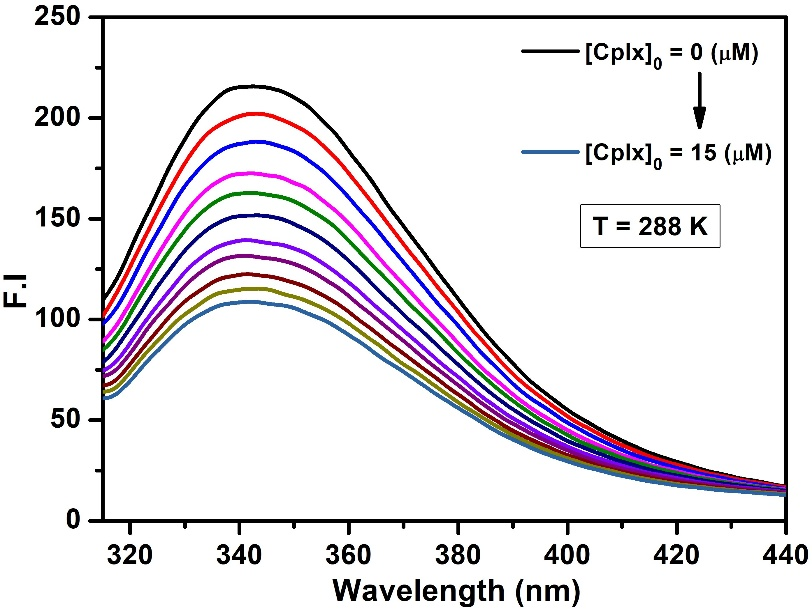 250
200
150
100
50
0
F.I
[Cplx]0 = 0 (μM)
[Cplx]0 = 15 (μM)
T = 288 K
320 340 360 380 400 420 440
Wavelength (nm)